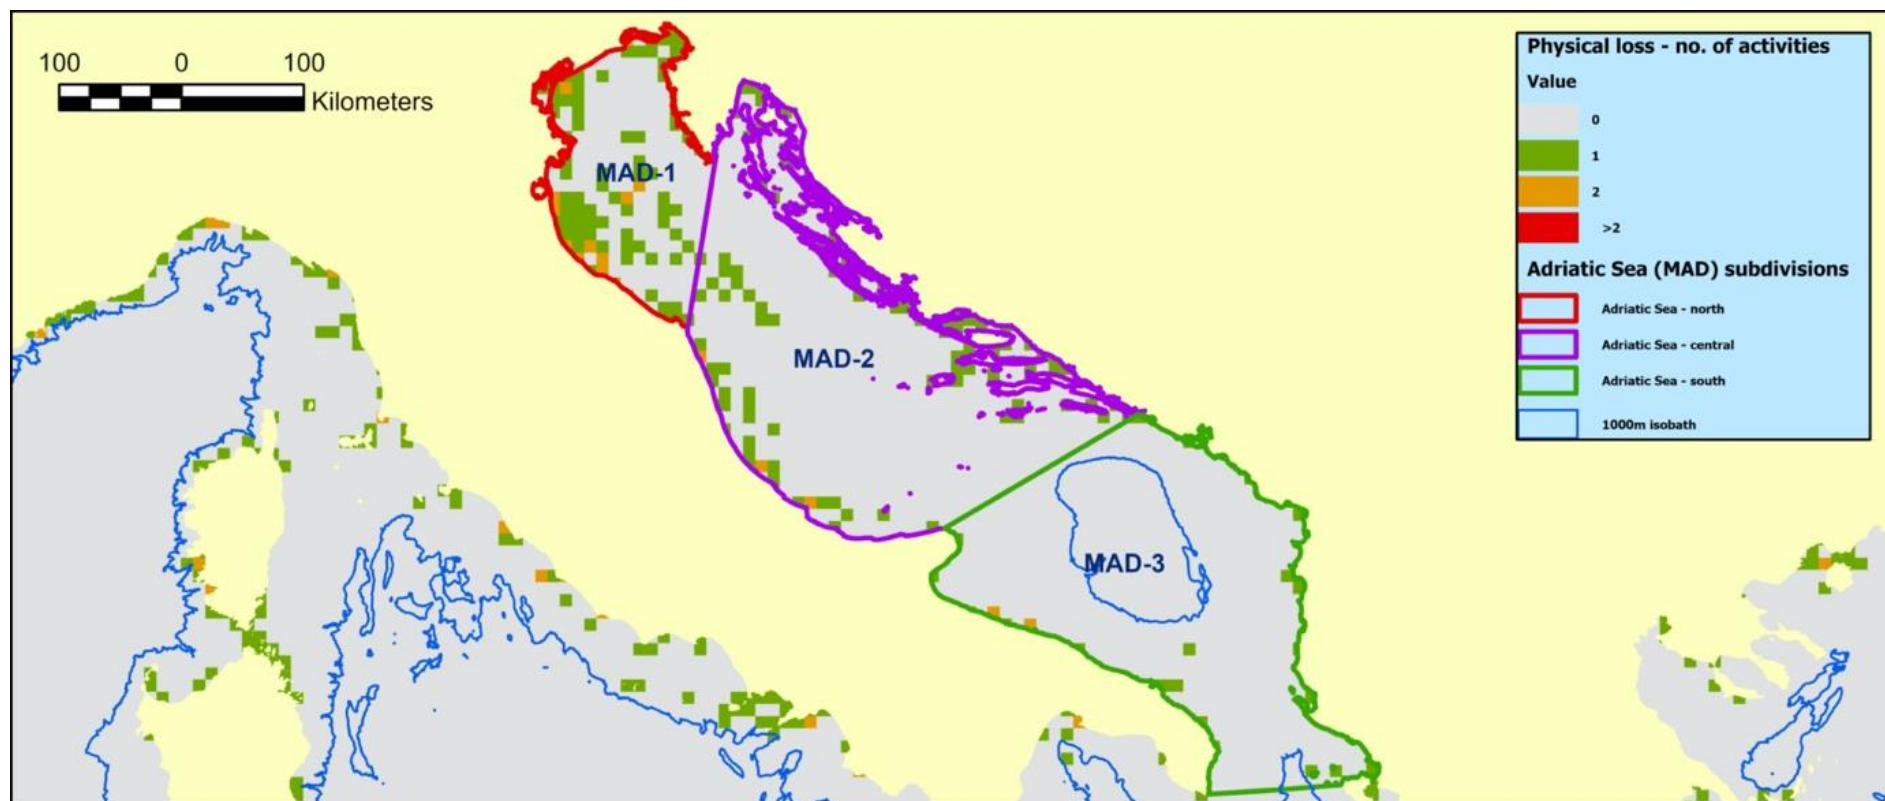 100 0 100
Kilometers
MAD-1
MAD-2
MAD-3
Physical loss - no. of activities
Value
0
1
2
>2
Adriatic Sea (MAD) subdivisions
Adriatic Sea - north
Adriatic Sea - central
Adriatic Sea - south
1000m isobath